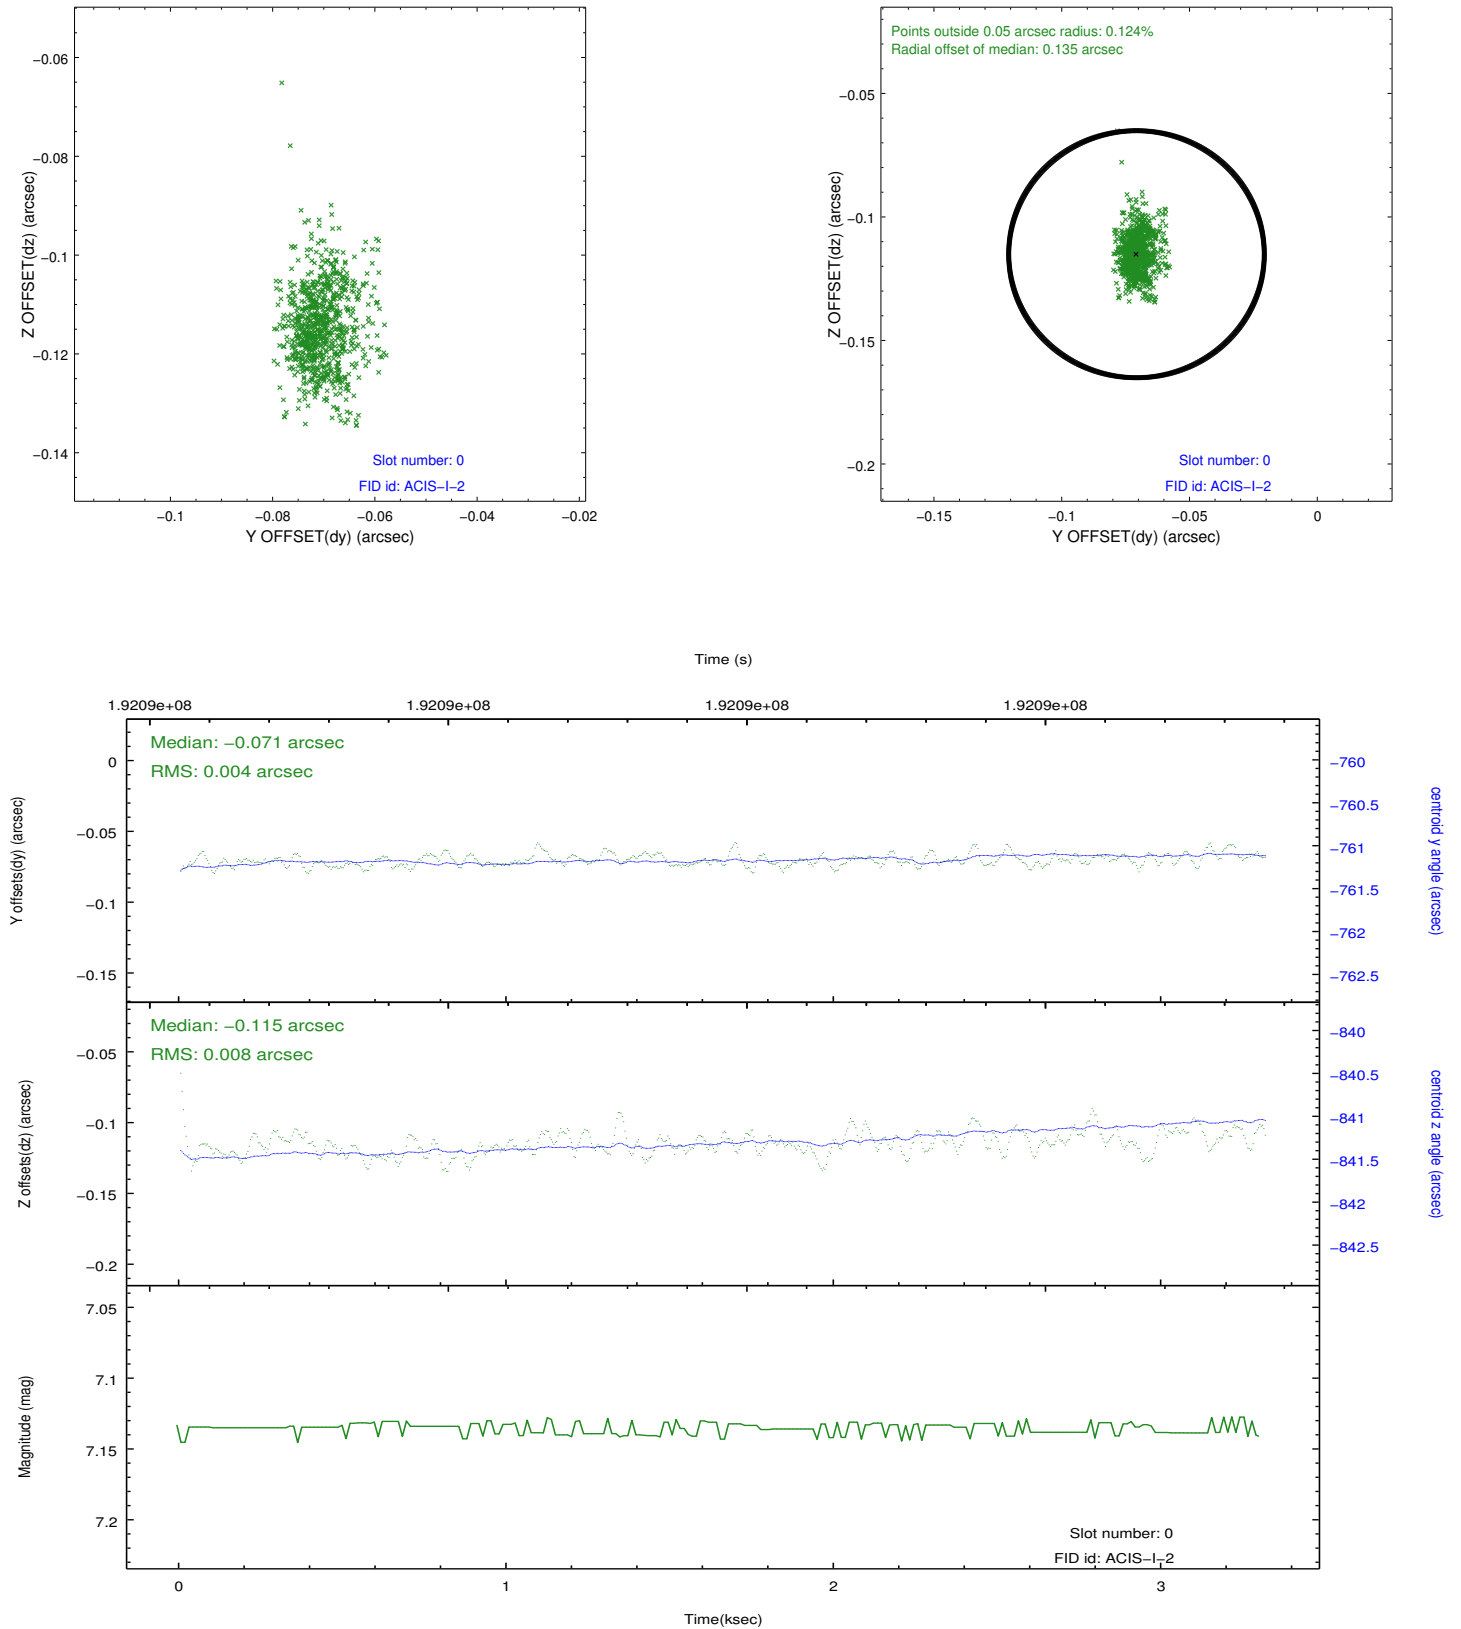 −0.06
−0.08
−0.1
−0.12
−0.14
Z OFFSET(dz) (arcsec)
Slot number: 0
FID id: ACIS−I−2
−0.1
−0.08
−0.06
−0.04
−0.02
Y OFFSET(dy) (arcsec)
Points outside 0.05 arcsec radius: 0.124%
Radial offset of median: 0.135 arcsec
−0.05
−0.1
−0.15
−0.2
Z OFFSET(dz) (arcsec)
Slot number: 0
FID id: ACIS−I−2
−0.15
−0.1
−0.05
0
Y OFFSET(dy) (arcsec)
Time (s)
1.9209e+08
1.9209e+08
1.9209e+08
1.9209e+08
Median: −0.071 arcsec
RMS: 0.004 arcsec
0
−0.05
−0.1
−0.15
Y offsets(dy) (arcsec)
−760
−760.5
−761
−761.5
−762
−762.5
centroid y angle (arcsec)
Median: −0.115 arcsec
RMS: 0.008 arcsec
−0.05
−0.1
−0.15
−0.2
Z offsets(dz) (arcsec)
−840
−840.5
−841
−841.5
−842
−842.5
centroid z angle (arcsec)
7.05
7.1
7.15
7.2
Magnitude (mag)
Slot number: 0
FID id: ACIS−I−2
0
1
2
3
Time(ksec)